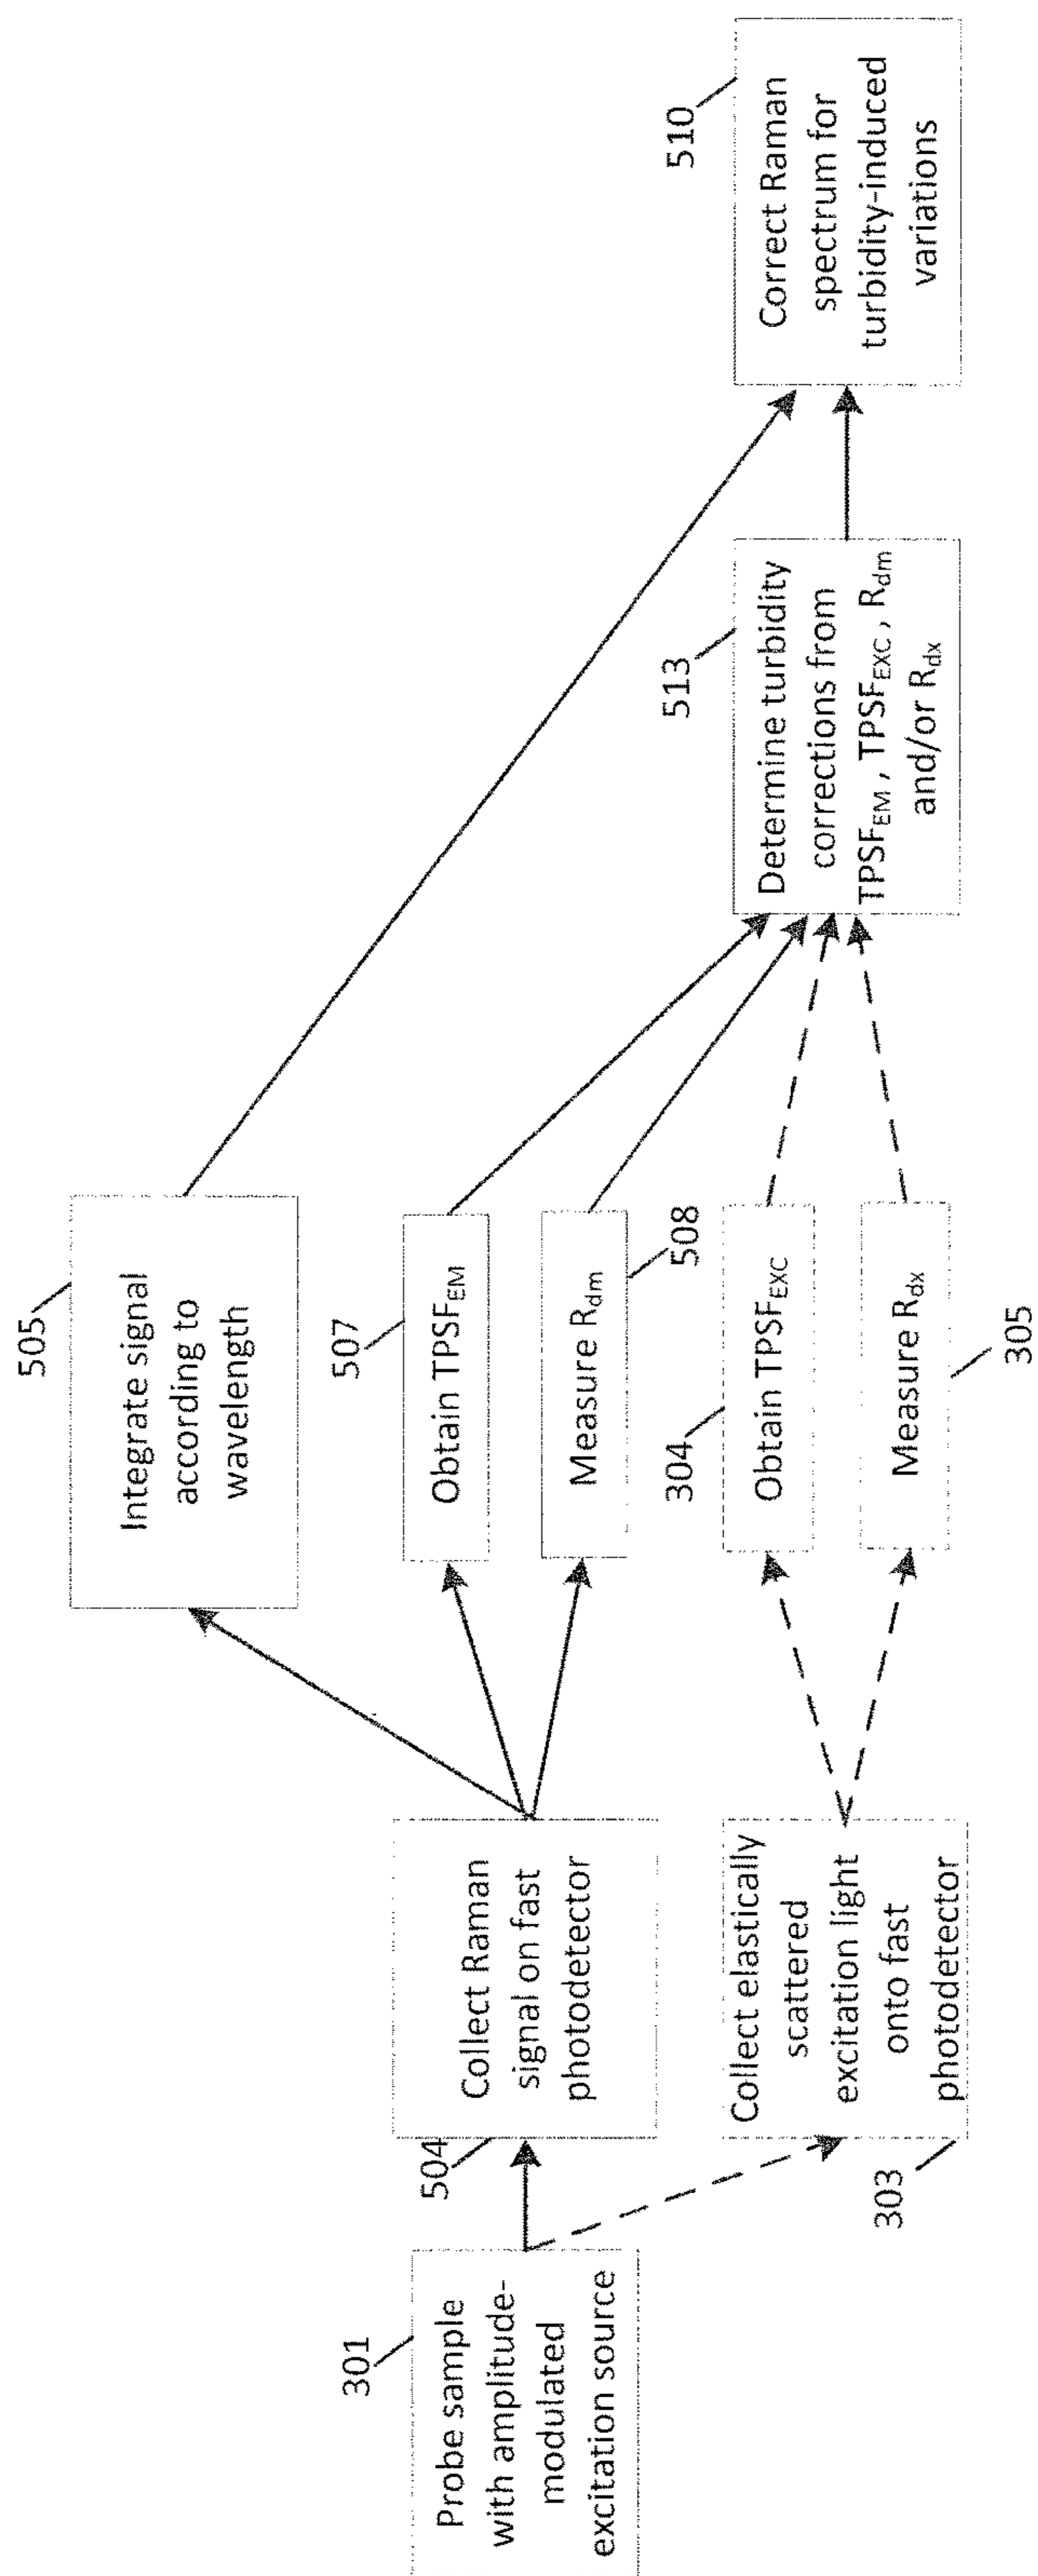 301
Probe sample
with amplitude-
modulated
excitation source
504
Collect Raman
signal on fast
photodetector
303
Collect elastically
scattered
excitation light
onto fast
photodetector
505
Integrate signal
according to
wavelength
507
Obtain TPSF_EM
Measure R_dm
508
304
Obtain TPSF_EXC
Measure R_dx
305
513
Determine turbidity
corrections from
TPSF_EM , TPSF_EXC , R_dm
and/or R_dx
510
Correct Raman
spectrum for
turbidity-induced
variations